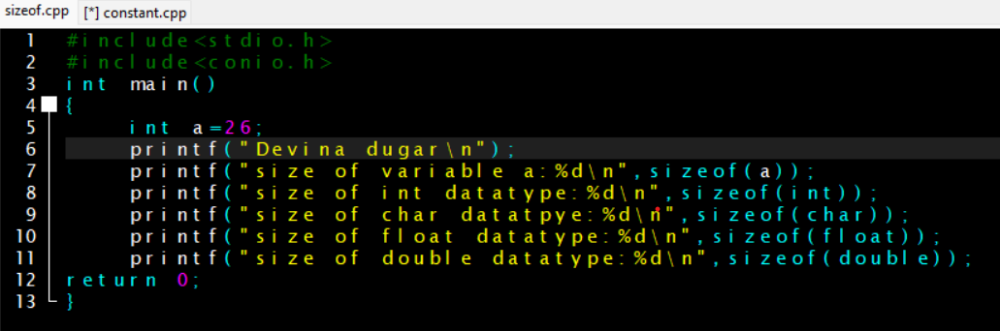 sizeof.cpp [*] constant.cpp
1 #include<stdio.h>
2 #include<conio.h>
3 int main()
4 {
5 int a=26;
6 printf("Devina dugar\n");
7 printf("size of variable a:%d\n",sizeof(a));
8 printf("size of int datatype:%d\n",sizeof(int));
9 printf("size of char datatpye:%d\n",sizeof(char));
10 printf("size of float datatype:%d\n",sizeof(float));
11 printf("size of double datatype:%d\n",sizeof(double));
12 return 0;
13 }